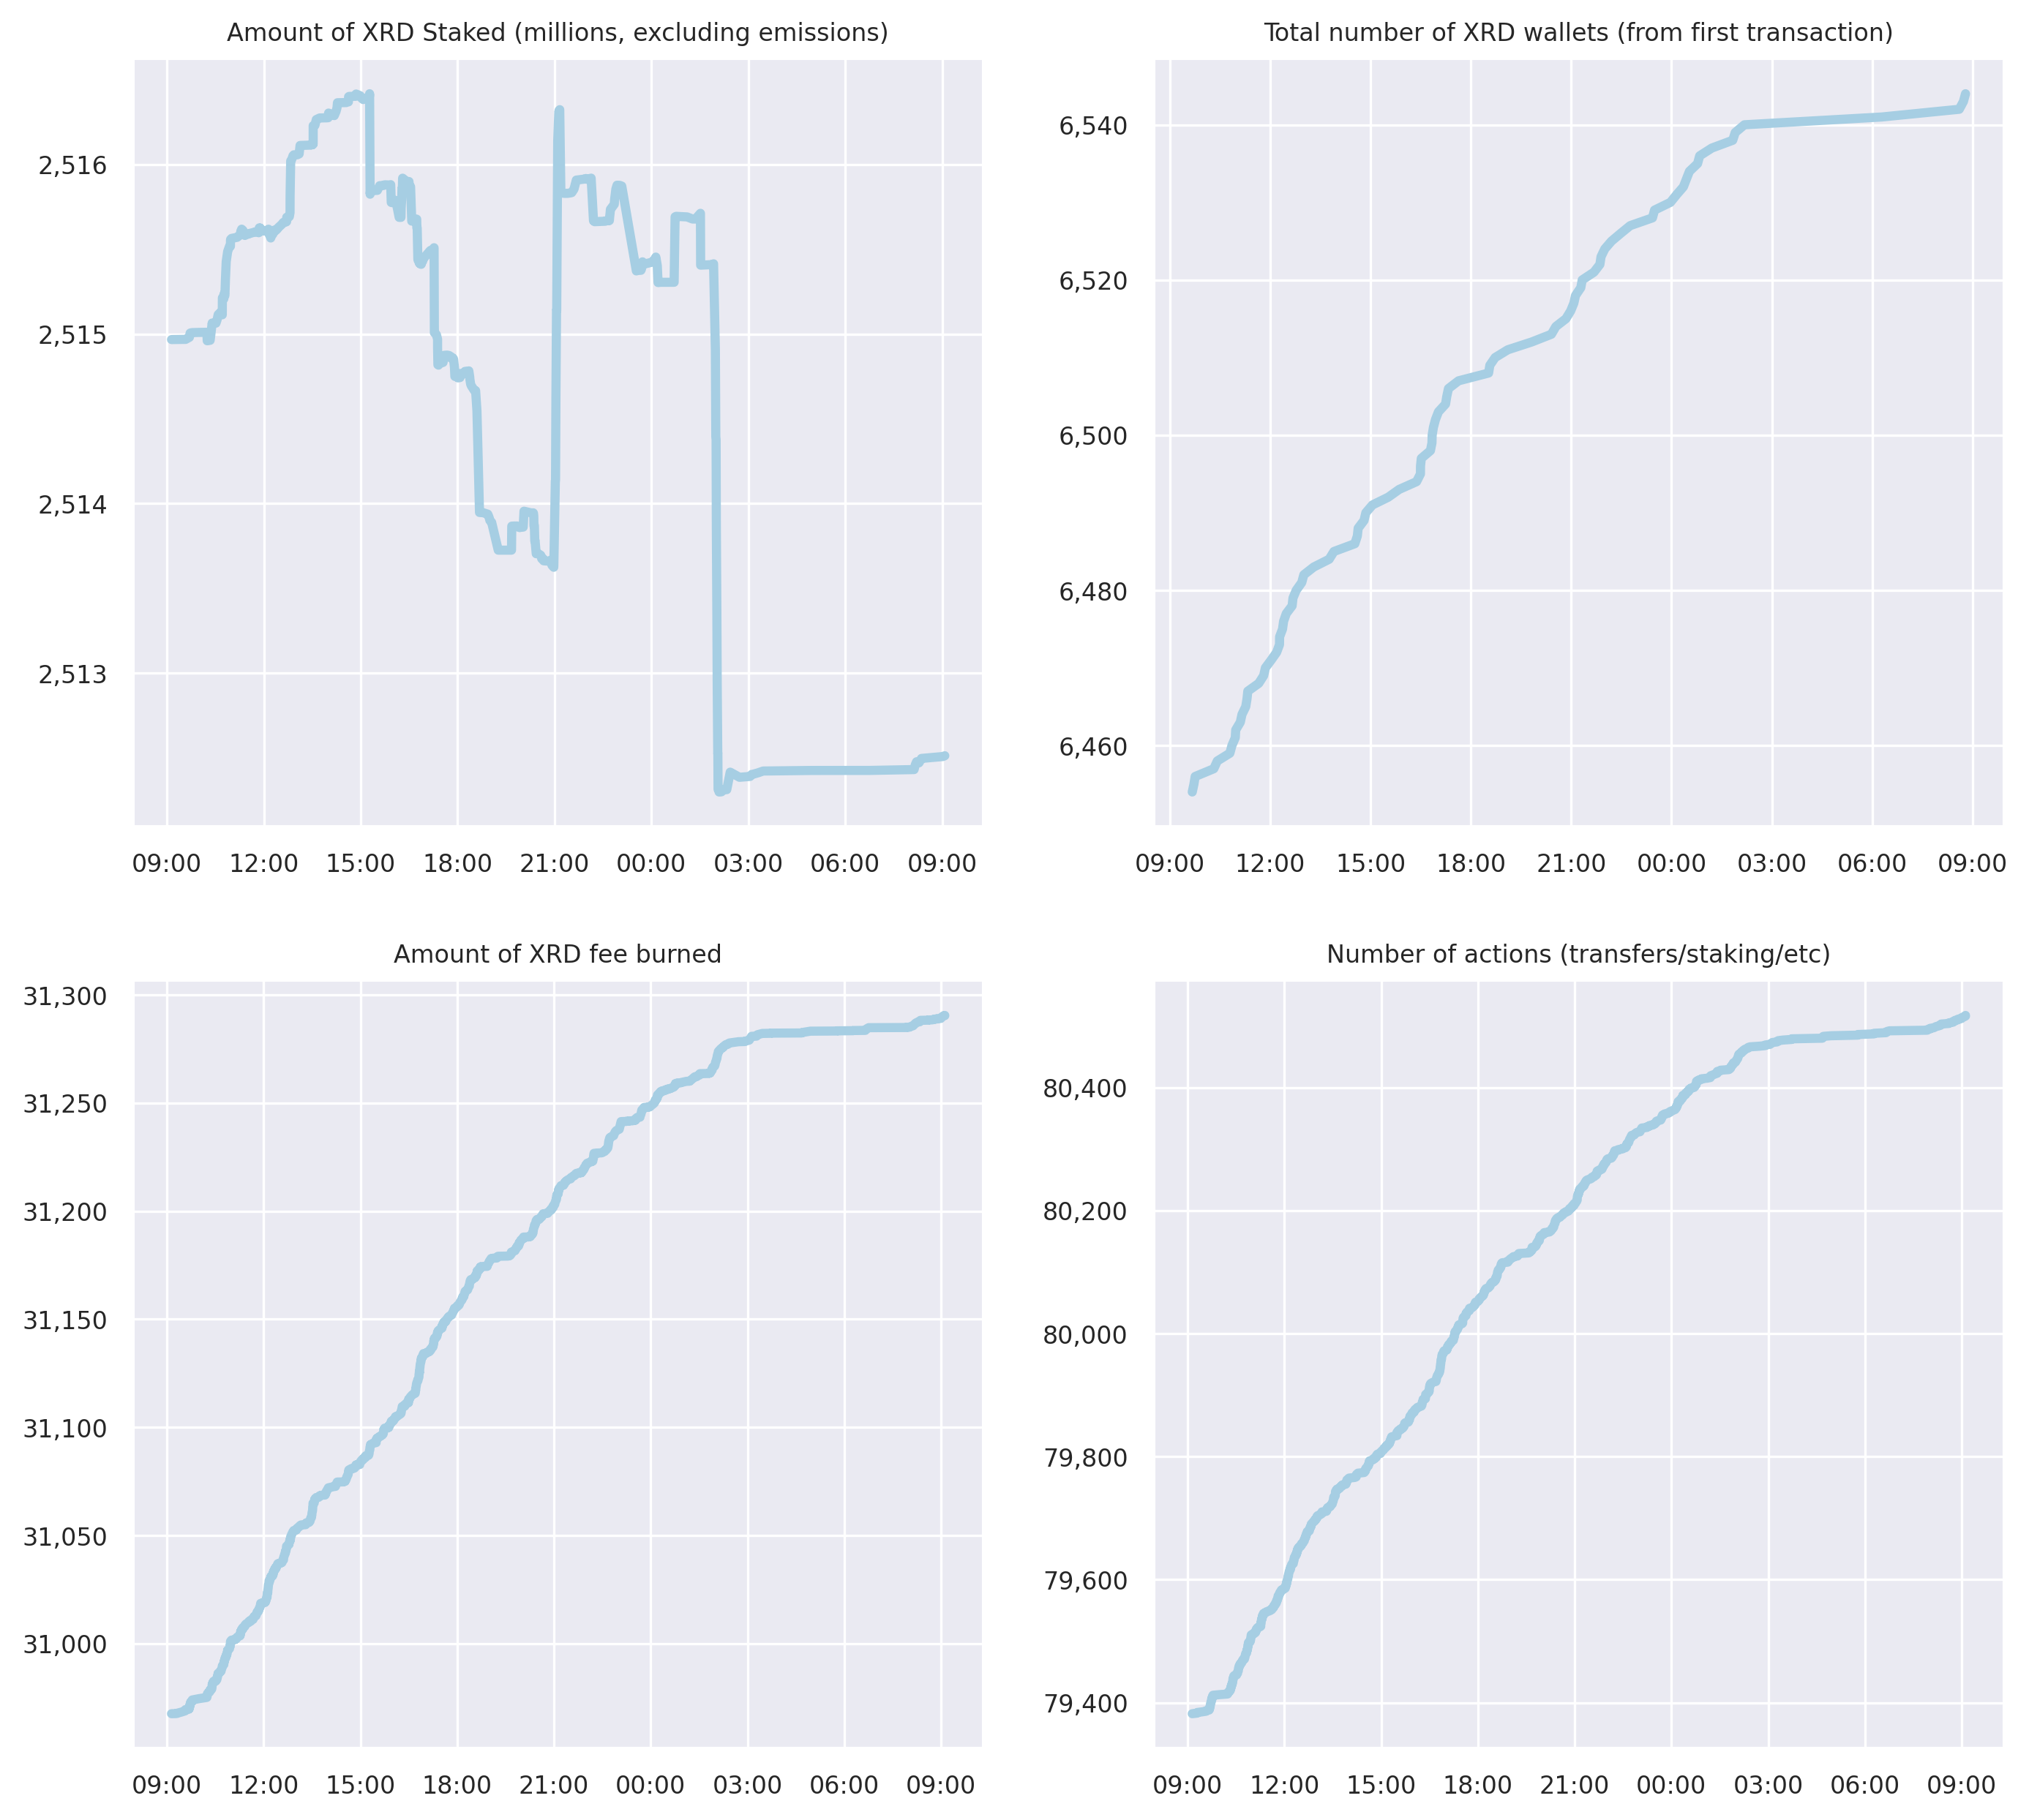 Amount of XRD Staked (millions, excluding emissions)
2,516
2,515
2,514
2,513
09:00 12:00 15:00 18:00 21:00 00:00 03:00 06:00 09:00
Total number of XRD wallets (from first transaction)
6,540
6,520
6,500
6,480
6,460
09:00 12:00 15:00 18:00 21:00 00:00 03:00 06:00 09:00
Amount of XRD fee burned
31,300
31,250
31,200
31,150
31,100
31,050
31,000
09:00 12:00 15:00 18:00 21:00 00:00 03:00 06:00 09:00
Number of actions (transfers/staking/etc)
80,400
80,200
80,000
79,800
79,600
79,400
09:00 12:00 15:00 18:00 21:00 00:00 03:00 06:00 09:00